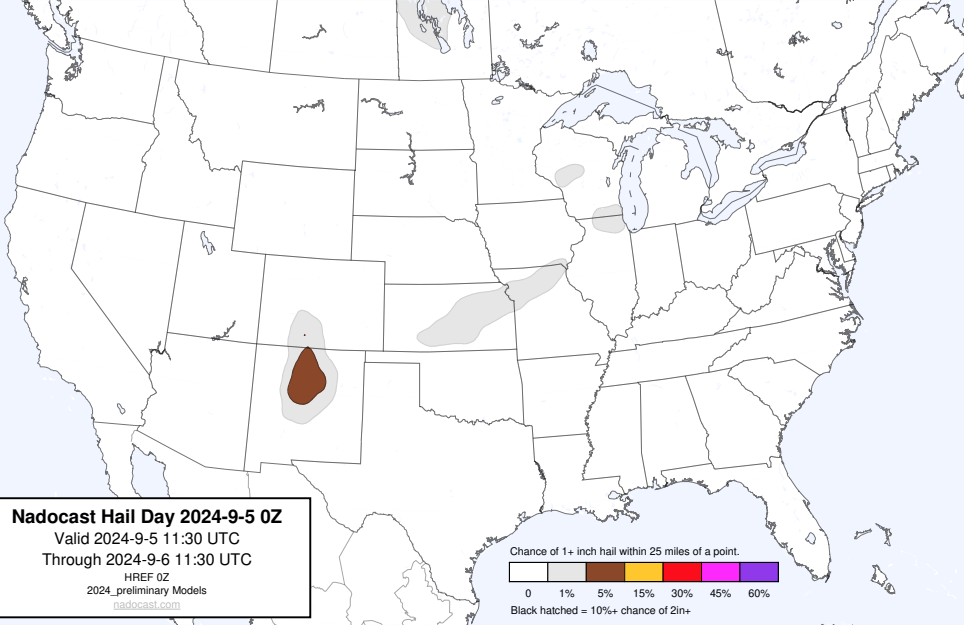 Nadocast Hail Day 2024-9-5 0Z
Valid 2024-9-5 11:30 UTC
Through 2024-9-6 11:30 UTC
HREF 0Z
2024_preliminary Models
nadocast.com
Chance of 1+ inch hail within 25 miles of a point.
0 1% 5% 15% 30% 45% 60%
Black hatched = 10%+ chance of 2in+